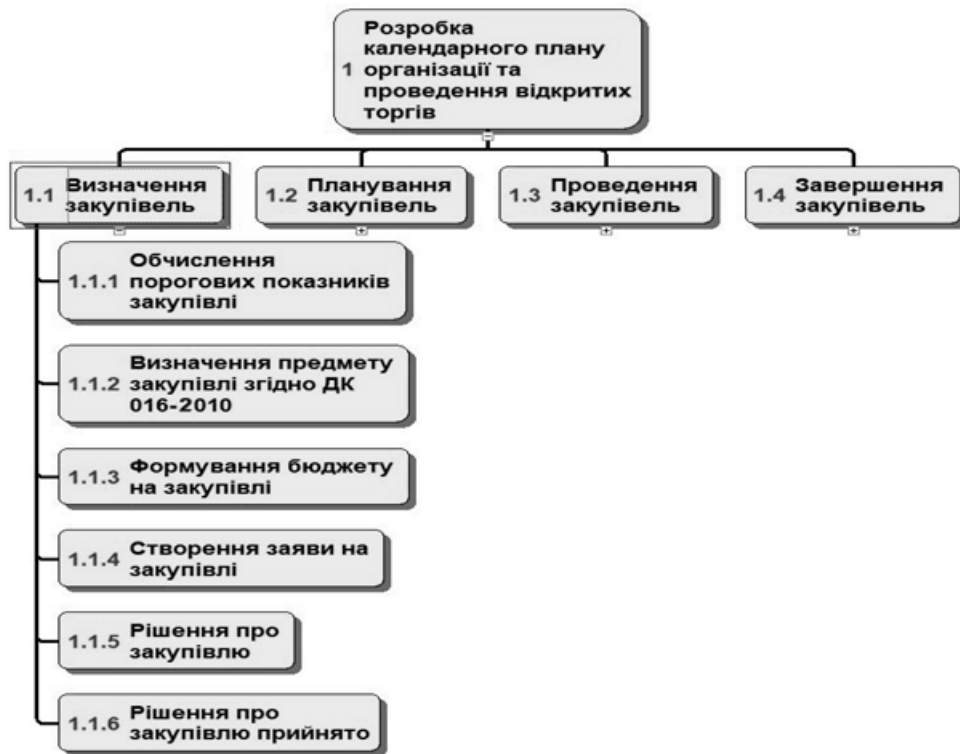 Розробка
календарного плану
1 організації та
проведення відкритих
торгів
1.1 Визначення
закупівель
1.2 Планування
закупівель
1.3 Проведення
закупівель
1.4 Завершення
закупівель
Обчислення
1.1.1 порогових показників
закупівлі
Визначення предмету
1.1.2 закупівлі згідно ДК
016-2010
1.1.3 Формування бюджету
на закупівлі
1.1.4 Створення заяви на
закупівлі
1.1.5 Рішення про
закупівлю
1.1.6 Рішення про
закупівлю прийнято